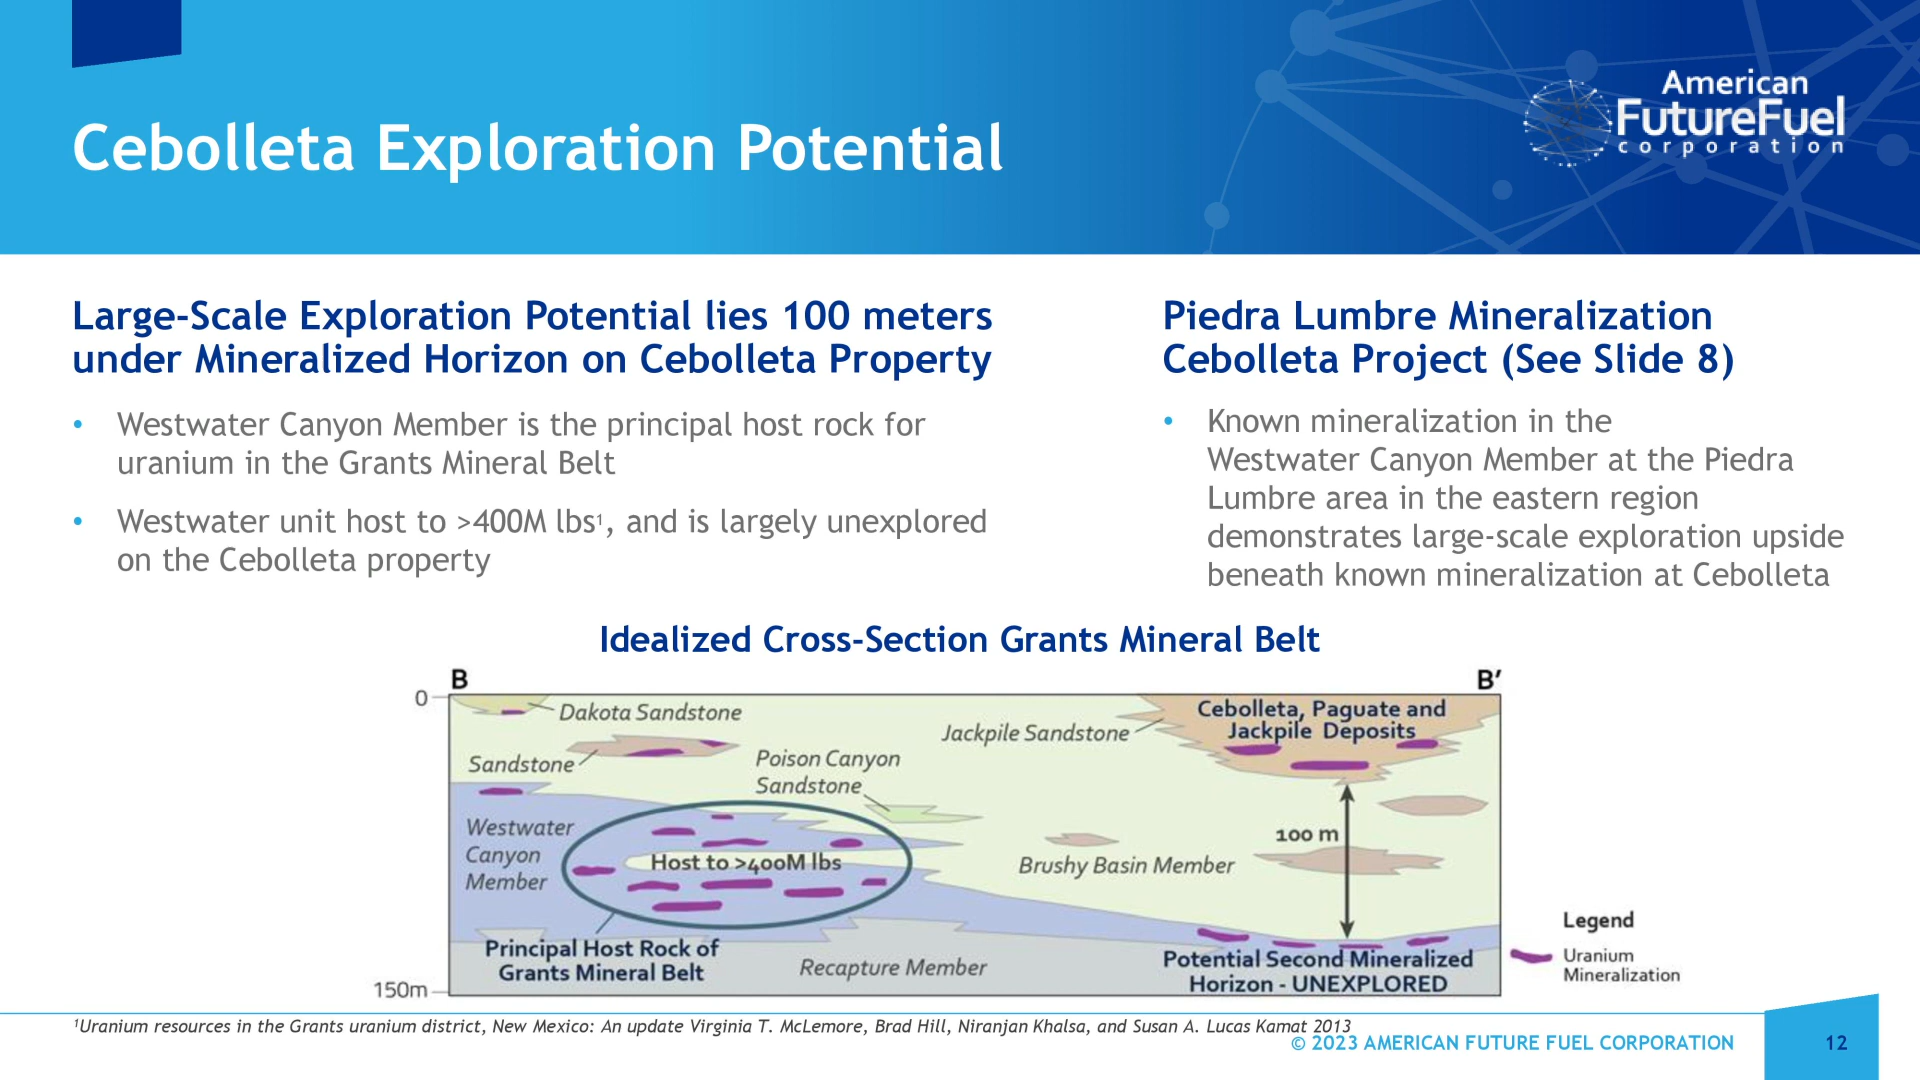 American
FutureFuel
corporation
Cebolleta Exploration Potential
Large-Scale Exploration Potential lies 100 meters
under Mineralized Horizon on Cebolleta Property
• Westwater Canyon Member is the principal host rock for
uranium in the Grants Mineral Belt
• Westwater unit host to >400M lbs¹, and is largely unexplored
on the Cebolleta property
Piedra Lumbre Mineralization
Cebolleta Project (See Slide 8)
• Known mineralization in the
Westwater Canyon Member at the Piedra
Lumbre area in the eastern region
demonstrates large-scale exploration upside
beneath known mineralization at Cebolleta
Idealized Cross-Section Grants Mineral Belt
B
B′
0
Dakota Sandstone
Cebolleta, Paguate and
Jackpile Deposits
Jackpile Sandstone
Sandstone
Poison Canyon
Sandstone
Westwater
Canyon
Member
Host to >400M lbs
100 m
Brushy Basin Member
Principal Host Rock of
Grants Mineral Belt
Recapture Member
Potential Second Mineralized
Horizon - UNEXPLORED
150m
Legend
Uranium
Mineralization
¹Uranium resources in the Grants uranium district, New Mexico: An update Virginia T. McLemore, Brad Hill, Niranjan Khalsa, and Susan A. Lucas Kamat 2013
© 2023 AMERICAN FUTURE FUEL CORPORATION
12